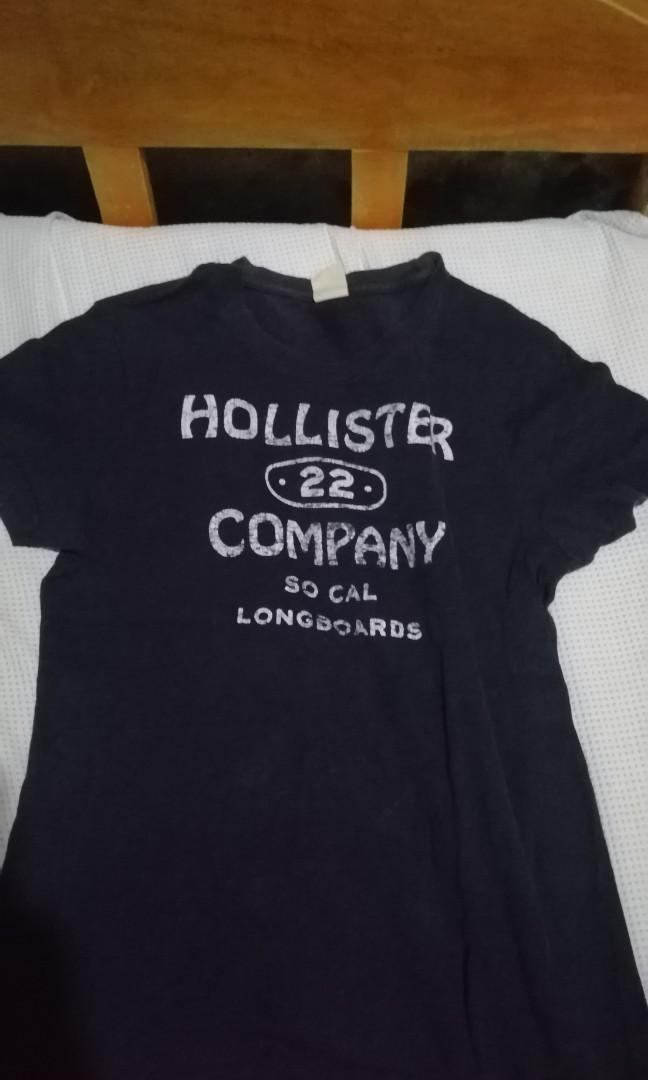 HOLLISTER
· 22 ·
COMPANY
SO CAL
LONGBOARDS